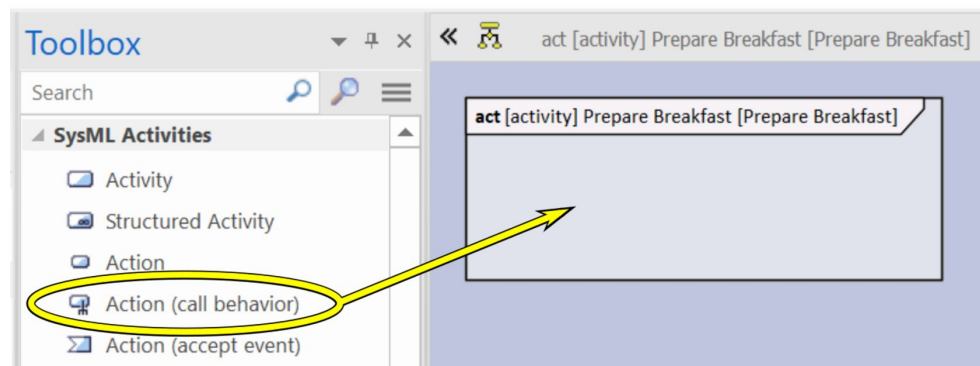 Toolbox
Search
SysML Activities
Activity
Structured Activity
Action
Action (call behavior)
Action (accept event)
act [activity] Prepare Breakfast [Prepare Breakfast]
act [activity] Prepare Breakfast [Prepare Breakfast]